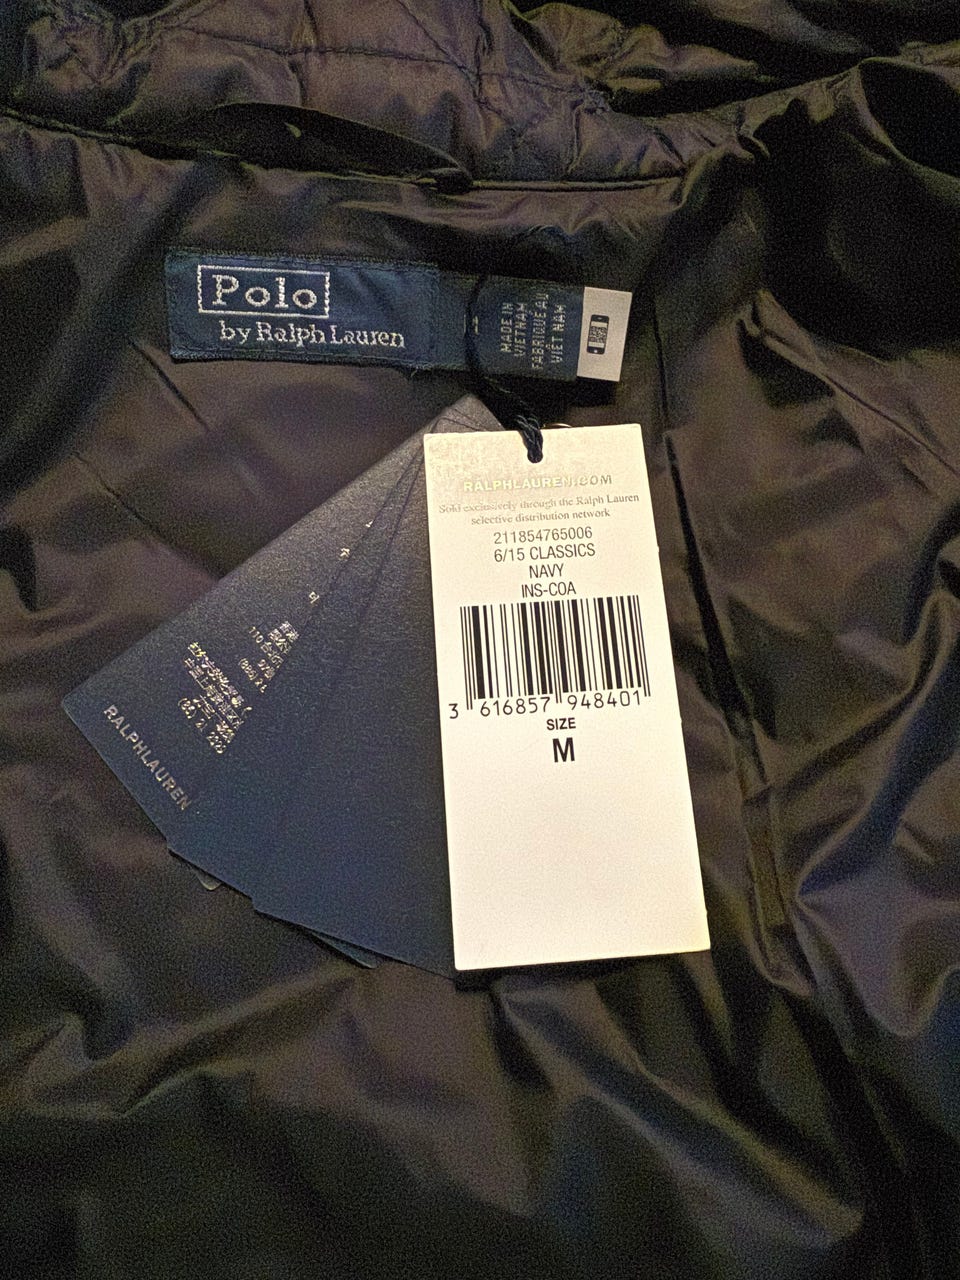 Polo
by Ralph Lauren
MADE IN
VIETNAM
FABRIQUÉ AU
VIÊT NAM
RALPHLAUREN.COM
Sold exclusively through the Ralph Lauren
selective distribution network
211854765006
6/15 CLASSICS
NAVY
INS-COA
3 616857 948401
SIZE
M
RALPHLAUREN